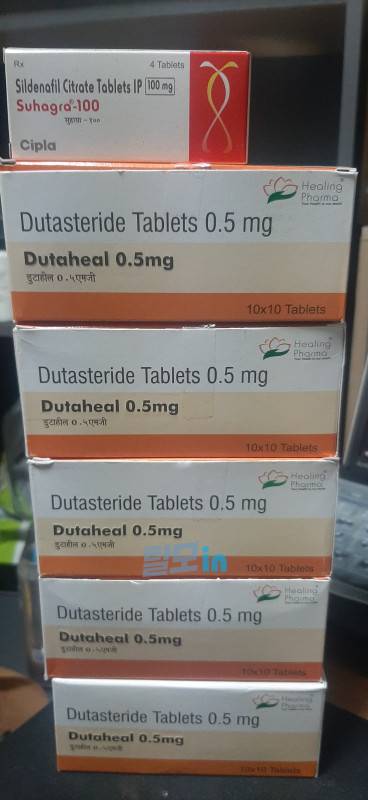 Rx
4 Tablets
Sildenafil Citrate Tablets IP 100 mg
Suhagra®-100
सुहाग्रा - १००
Cipla
Healing
Pharma
Dutasteride Tablets 0.5 mg
Dutaheal 0.5mg
डुटाहील ०.५एमजी
10x10 Tablets
Healing
Pharma
Dutasteride Tablets 0.5 mg
Dutaheal 0.5mg
डुटाहील ०.५एमजी
10x10 Tablets
Healing
Pharma
Dutasteride Tablets 0.5 mg
Dutaheal 0.5mg
डुटाहील ०.५एमजी
10x10 Tablets
Healing
Pharma
Dutasteride Tablets 0.5 mg
Dutaheal 0.5mg
डुटाहील ०.५एमजी
10x10 Tablets
Healing
Pharma
Dutasteride Tablets 0.5 mg
Dutaheal 0.5mg
डुटाहील ०.५एमजी
10x10 Tablets